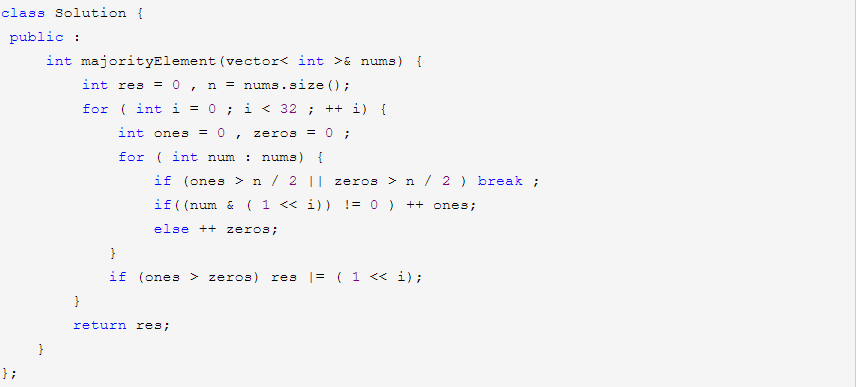 class Solution {
public :
int majorityElement(vector< int >& nums) {
int res = 0 , n = nums.size();
for ( int i = 0 ; i < 32 ; ++ i) {
int ones = 0 , zeros = 0 ;
for ( int num : nums) {
if (ones > n / 2 || zeros > n / 2 ) break ;
if((num & ( 1 << i)) != 0 ) ++ ones;
else ++ zeros;
}
if (ones > zeros) res |= ( 1 << i);
}
return res;
}
};